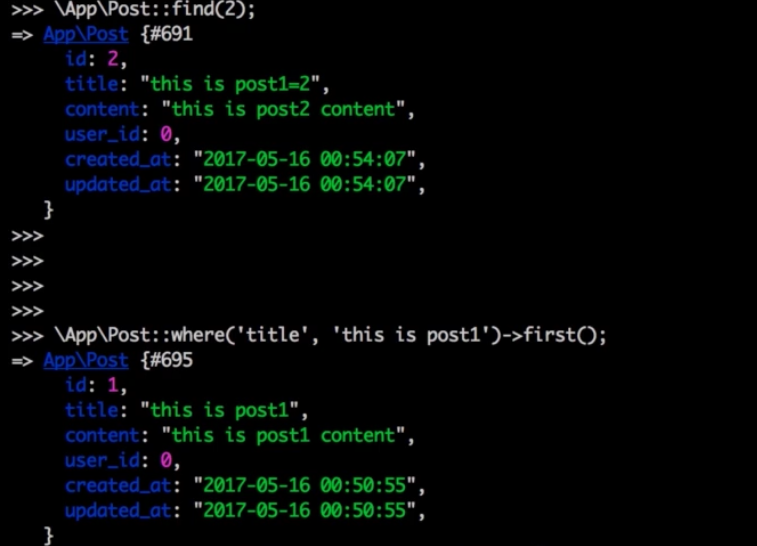 >>> \App\Post::find(2);
=> App\Post {#691
id: 2,
title: "this is post1=2",
content: "this is post2 content",
user_id: 0,
created_at: "2017-05-16 00:54:07",
updated_at: "2017-05-16 00:54:07",
}
>>>
>>>
>>>
>>>
>>> \App\Post::where('title', 'this is post1')->first();
=> App\Post {#695
id: 1,
title: "this is post1",
content: "this is post1 content",
user_id: 0,
created_at: "2017-05-16 00:50:55",
updated_at: "2017-05-16 00:50:55",
}